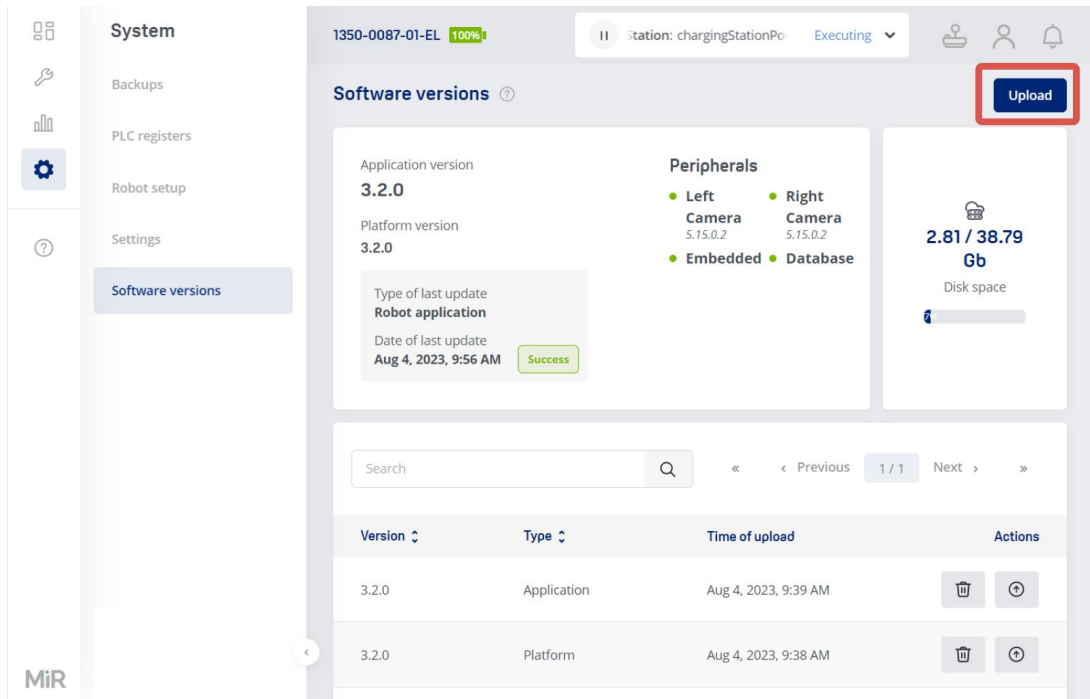 System
Backups
PLC registers
Robot setup
Settings
Software versions
MiR
1350-0087-01-EL 100%
Station: chargingStationPo Executing
Software versions
Upload
Application version
3.2.0
Platform version
3.2.0
Type of last update
Robot application
Date of last update
Aug 4, 2023, 9:56 AM Success
Peripherals
Left Camera
5.15.0.2
Right Camera
5.15.0.2
Embedded Database
2.81 / 38.79
Gb
Disk space
Search
« ‹ Previous 1 / 1 Next › »
Version Type Time of upload Actions
3.2.0 Application Aug 4, 2023, 9:39 AM
3.2.0 Platform Aug 4, 2023, 9:38 AM